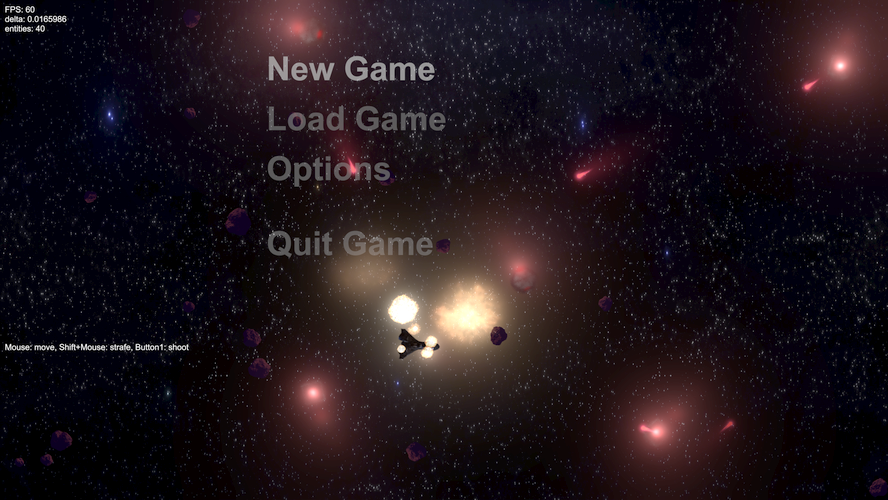 FPS: 60
delta: 0.0165986
entities: 40
New Game
Load Game
Options
Quit Game
Mouse: move, Shift+Mouse: strafe, Button1: shoot